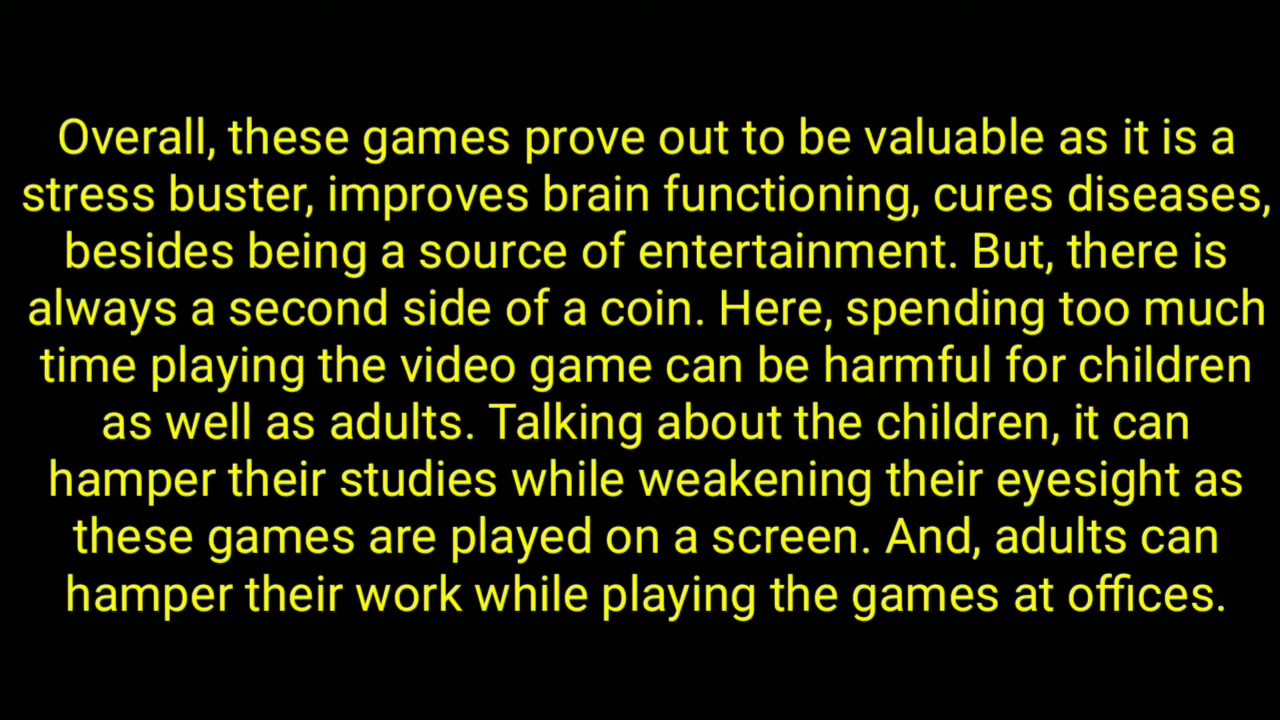 Overall, these games prove out to be valuable as it is a
stress buster, improves brain functioning, cures diseases,
besides being a source of entertainment. But, there is
always a second side of a coin. Here, spending too much
time playing the video game can be harmful for children
as well as adults. Talking about the children, it can
hamper their studies while weakening their eyesight as
these games are played on a screen. And, adults can
hamper their work while playing the games at offices.